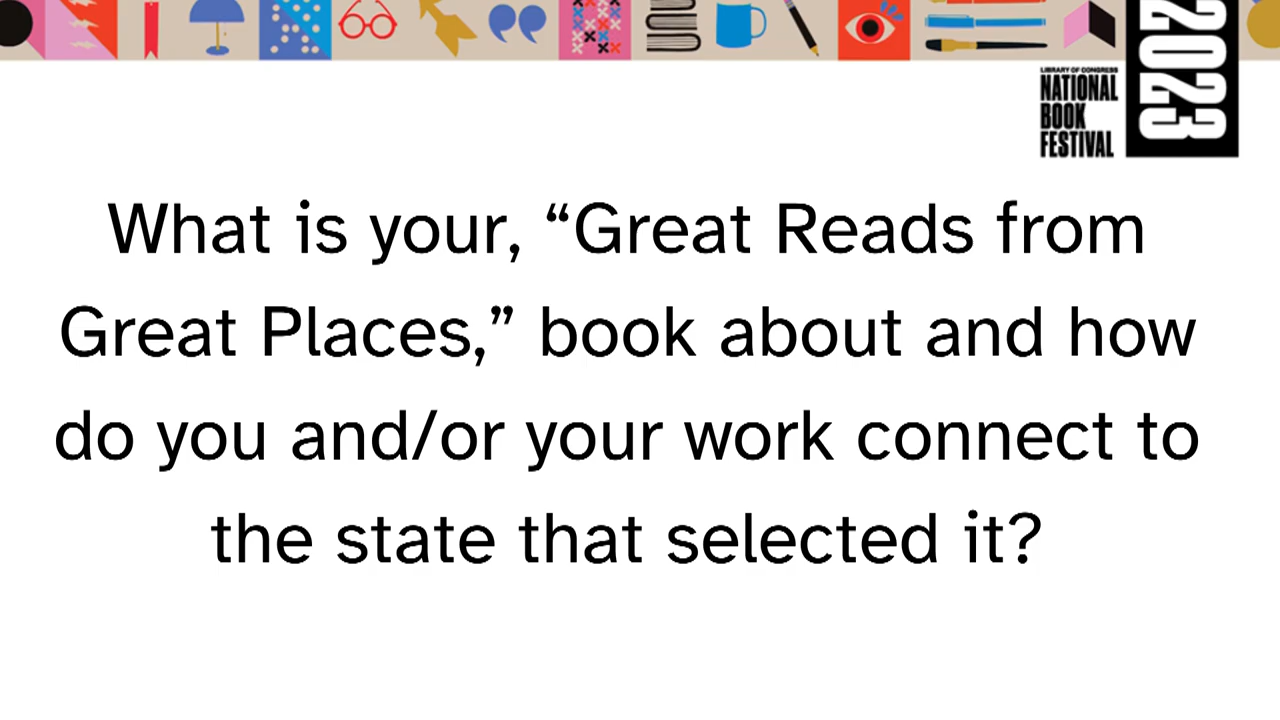 2023
LIBRARY OF CONGRESS
NATIONAL
BOOK
FESTIVAL
What is your, “Great Reads from
Great Places,” book about and how
do you and/or your work connect to
the state that selected it?